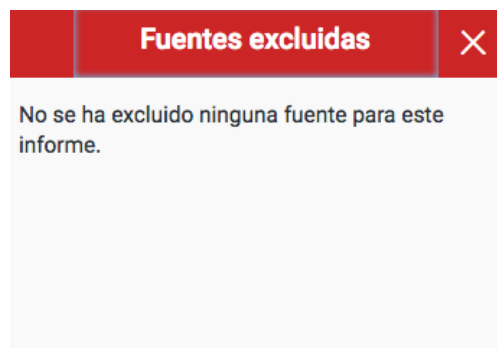 Fuentes excluidas
No se ha excluido ninguna fuente para este
informe.